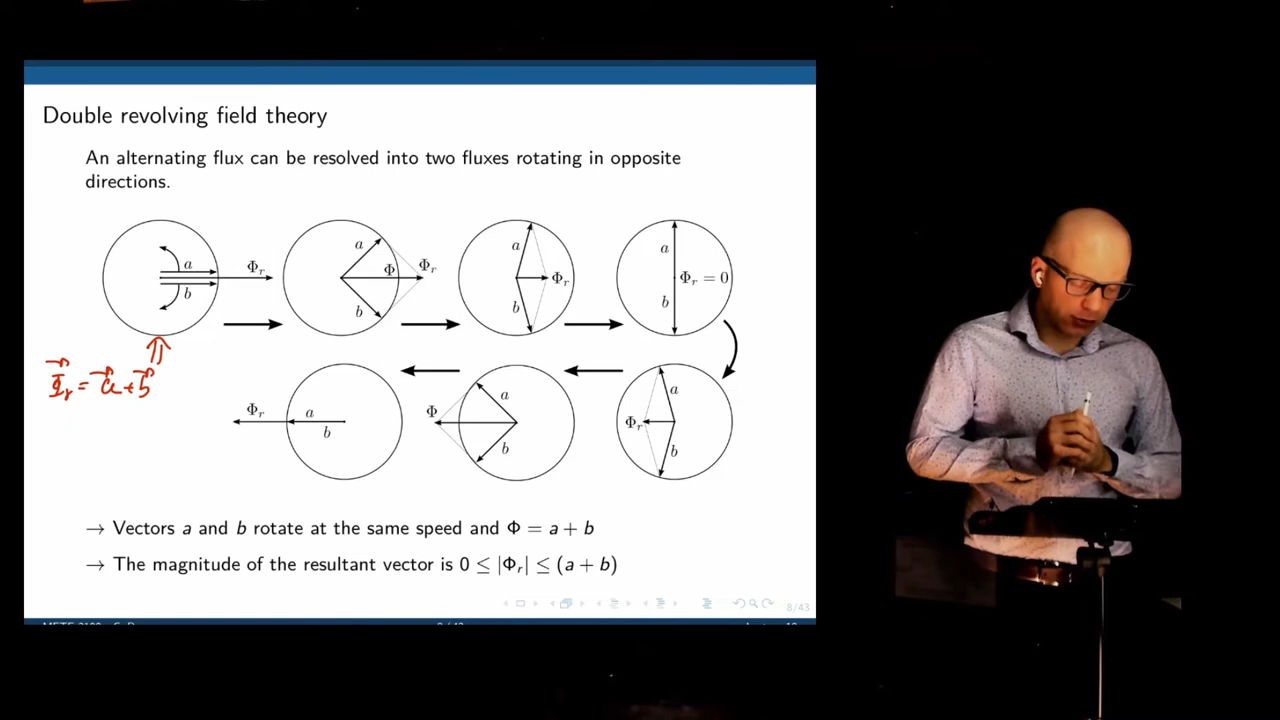 Double revolving field theory
An alternating flux can be resolved into two fluxes rotating in opposite
directions.
a
b
Φr
a
Φ
Φr
b
a
Φr
b
a
Φr = 0
b
Φr = a + b
Φr
a
b
Φ
a
b
a
Φr
b
→ Vectors a and b rotate at the same speed and Φ = a + b
→ The magnitude of the resultant vector is 0 ≤ |Φr| ≤ (a + b)
8/43